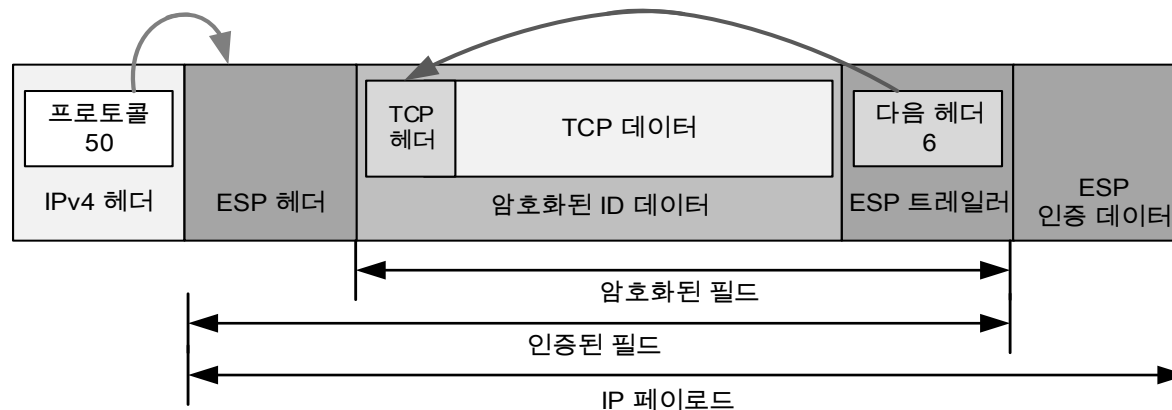 프로토콜
50
IPv4 헤더
ESP 헤더
TCP
헤더
TCP 데이터
암호화된 ID 데이터
다음 헤더
6
ESP 트레일러
ESP
인증 데이터
암호화된 필드
인증된 필드
IP 페이로드